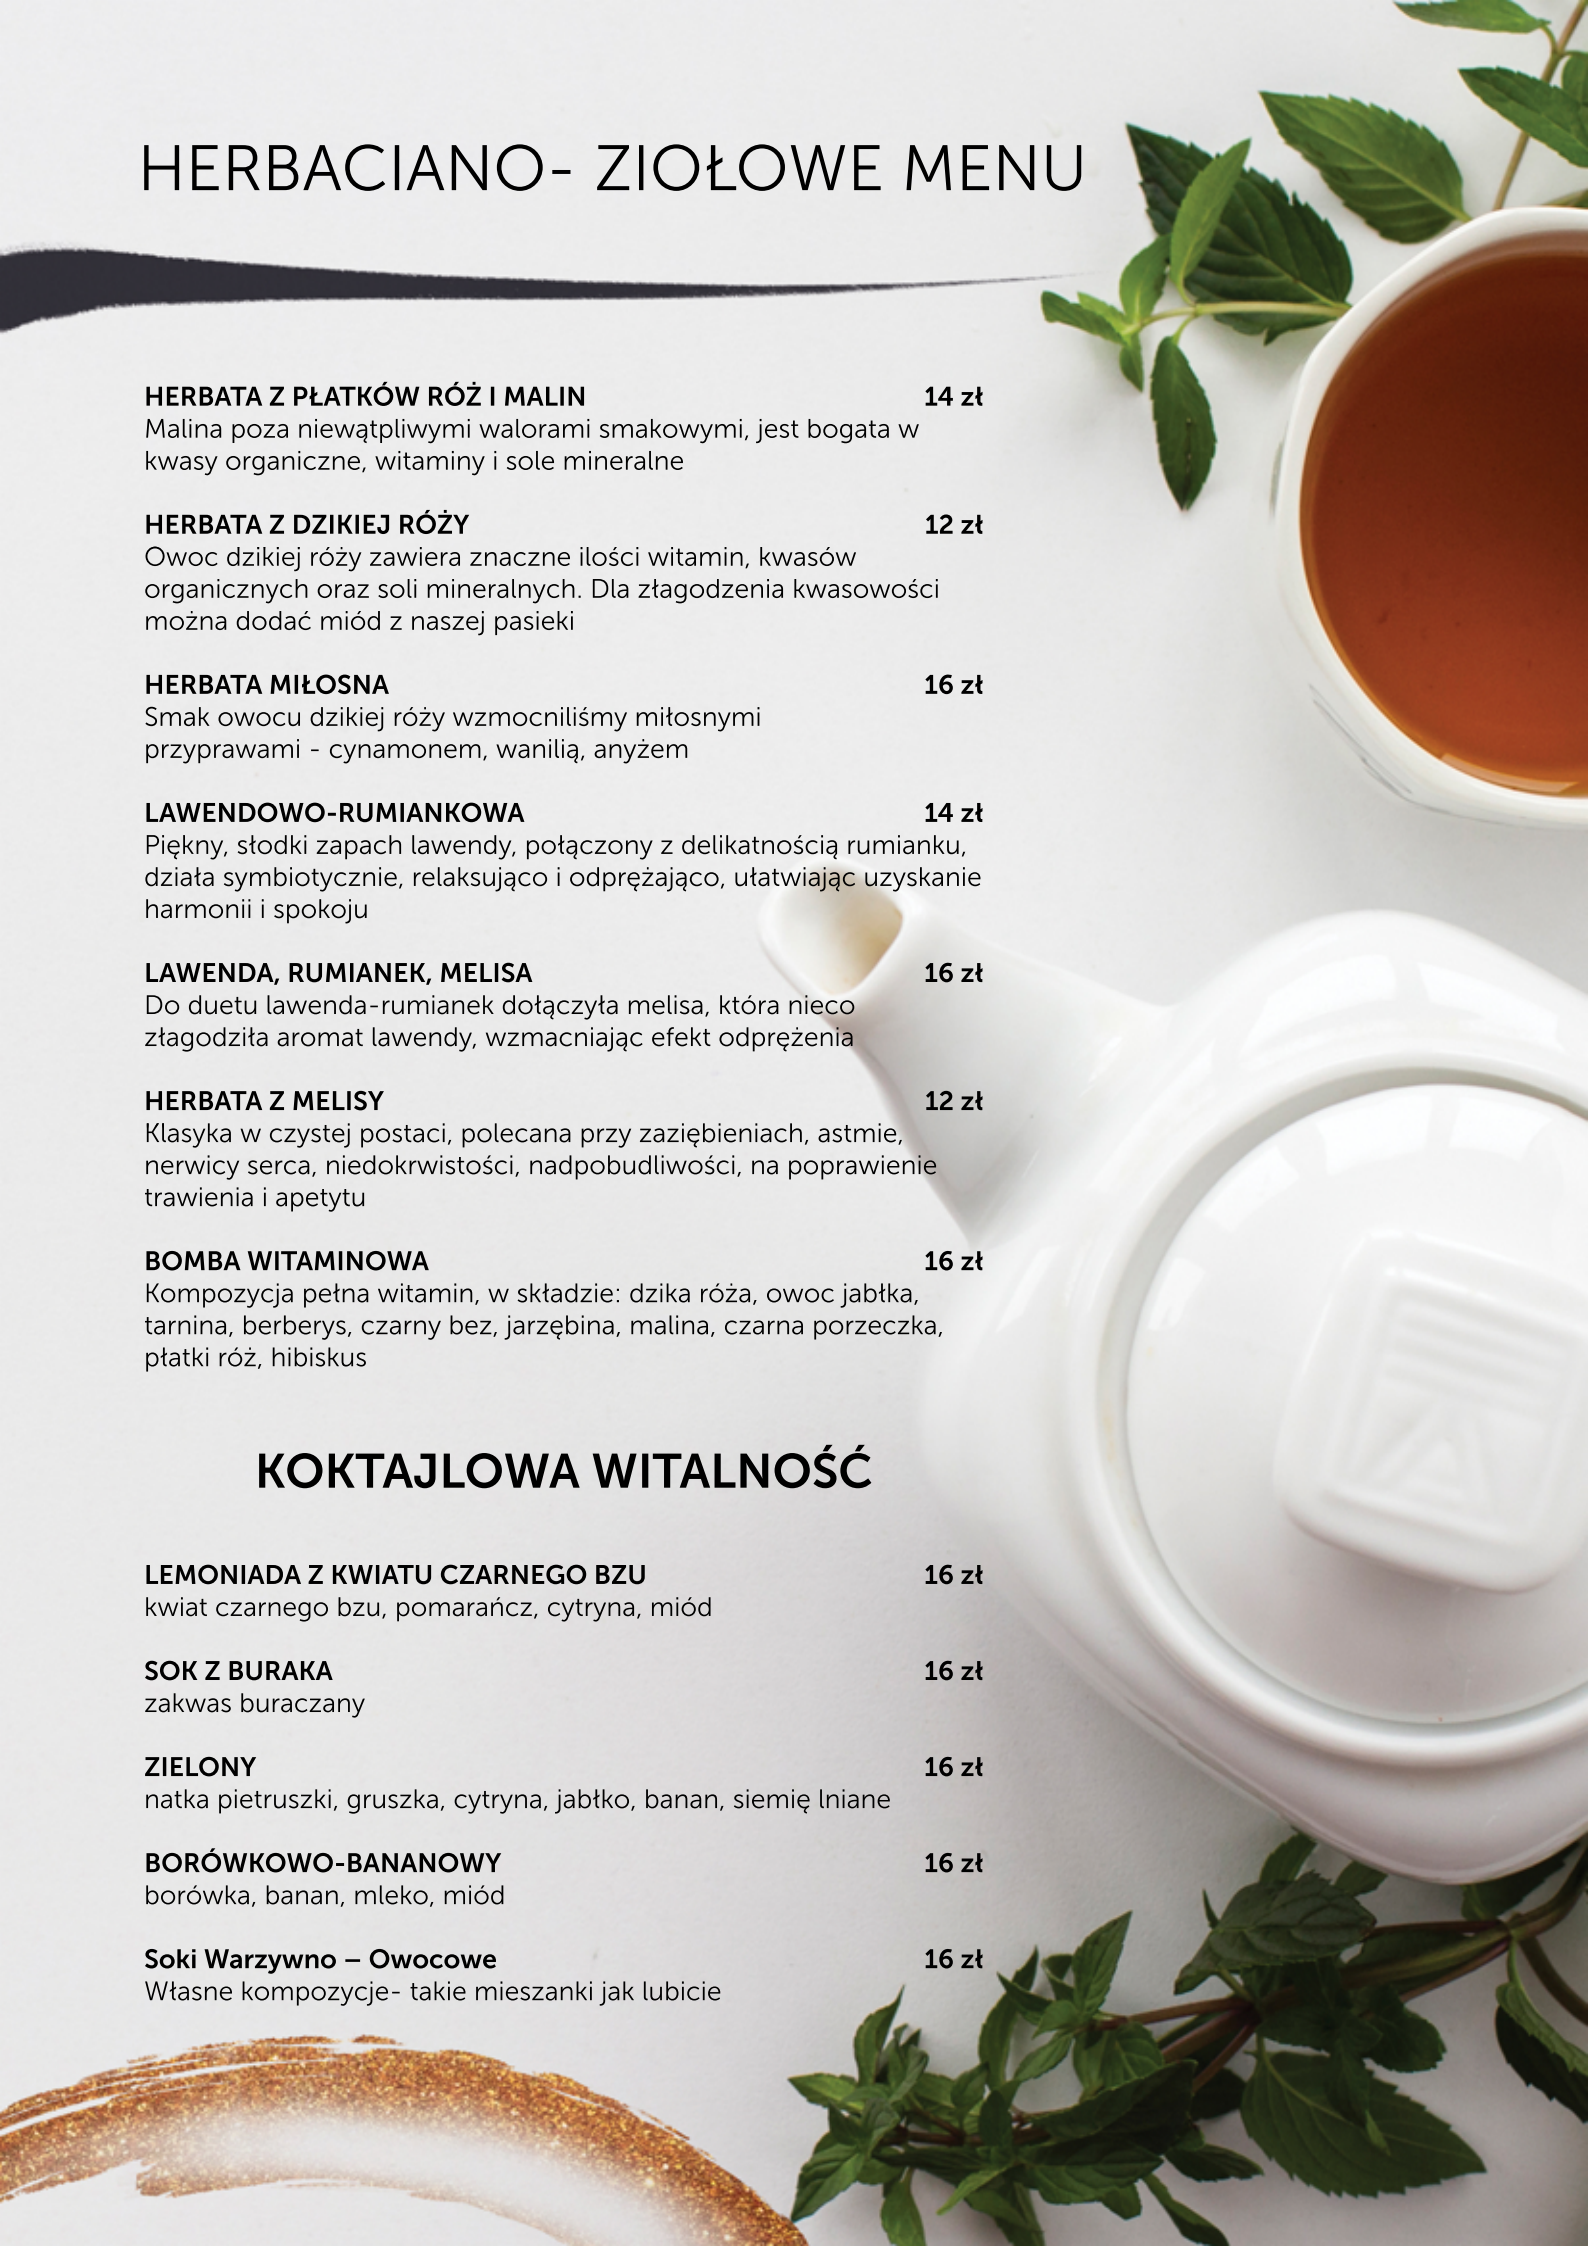 HERBACIANO- ZIOŁOWE MENU
HERBATA Z PŁATKÓW RÓŻ I MALIN 14 zł
Malina poza niewątpliwymi walorami smakowymi, jest bogata w
kwasy organiczne, witaminy i sole mineralne
HERBATA Z DZIKIEJ RÓŻY 12 zł
Owoc dzikiej róży zawiera znaczne ilości witamin, kwasów
organicznych oraz soli mineralnych. Dla złagodzenia kwasowości
można dodać miód z naszej pasieki
HERBATA MIŁOSNA 16 zł
Smak owocu dzikiej róży wzmocniliśmy miłosnymi
przyprawami - cynamonem, wanilią, anyżem
LAWENDOWO-RUMIANKOWA 14 zł
Piękny, słodki zapach lawendy, połączony z delikatnością rumianku,
działa symbiotycznie, relaksująco i odprężająco, ułatwiając uzyskanie
harmonii i spokoju
LAWENDA, RUMIANEK, MELISA 16 zł
Do duetu lawenda-rumianek dołączyła melisa, która nieco
złagodziła aromat lawendy, wzmacniając efekt odprężenia
HERBATA Z MELISY 12 zł
Klasyka w czystej postaci, polecana przy zaziębieniach, astmie,
nerwicy serca, niedokrwistości, nadpobudliwości, na poprawienie
trawienia i apetytu
BOMBA WITAMINOWA 16 zł
Kompozycja pełna witamin, w składzie: dzika róża, owoc jabłka,
tarnina, berberys, czarny bez, jarzębina, malina, czarna porzeczka,
płatki róż, hibiskus
KOKTAJLOWA WITALNOŚĆ
LEMONIADA Z KWIATU CZARNEGO BZU 16 zł
kwiat czarnego bzu, pomarańcz, cytryna, miód
SOK Z BURAKA 16 zł
zakwas buraczany
ZIELONY 16 zł
natka pietruszki, gruszka, cytryna, jabłko, banan, siemię lniane
BORÓWKOWO-BANANOWY 16 zł
borówka, banan, mleko, miód
Soki Warzywno – Owocowe 16 zł
Własne kompozycje- takie mieszanki jak lubicie